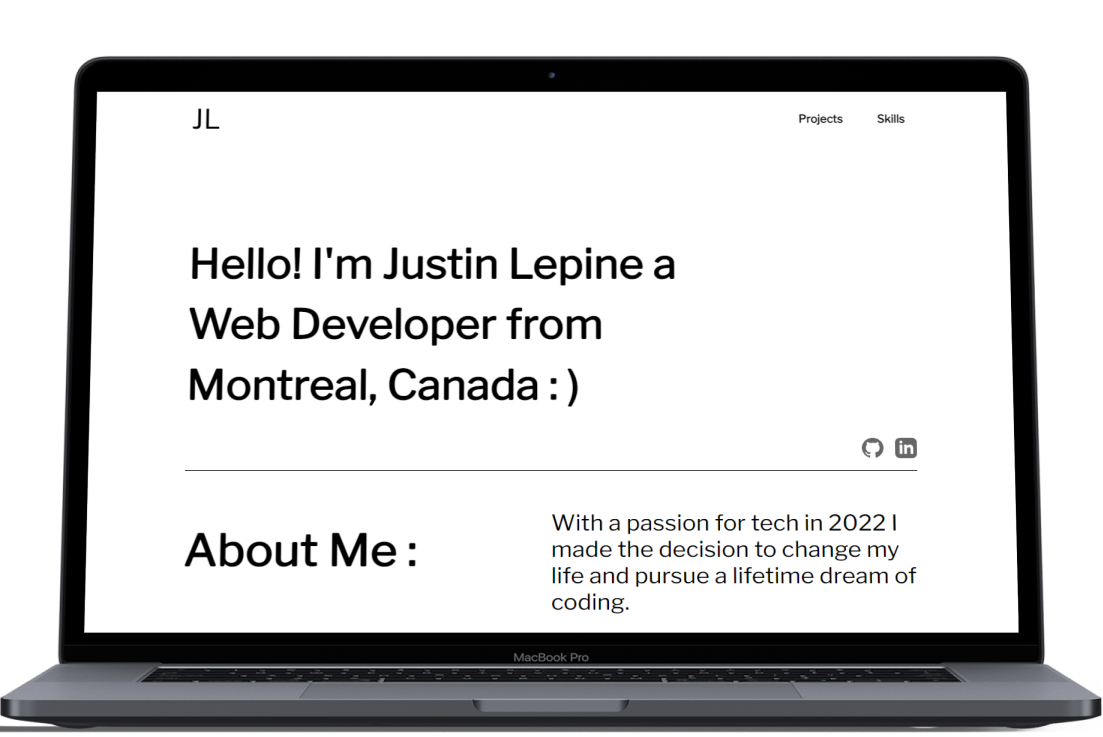 JL
Projects Skills
Hello! I'm Justin Lepine a
Web Developer from
Montreal, Canada : )
in
About Me :
With a passion for tech in 2022 I
made the decision to change my
life and pursue a lifetime dream of
coding.
MacBook Pro